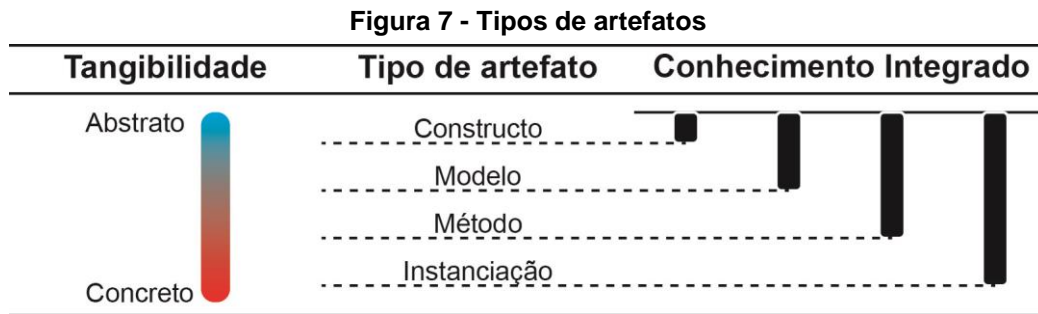 Figura 7 - Tipos de artefatos
Tangibilidade Tipo de artefato Conhecimento Integrado
Abstrato
Constructo
Modelo
Método
Instanciação
Concreto